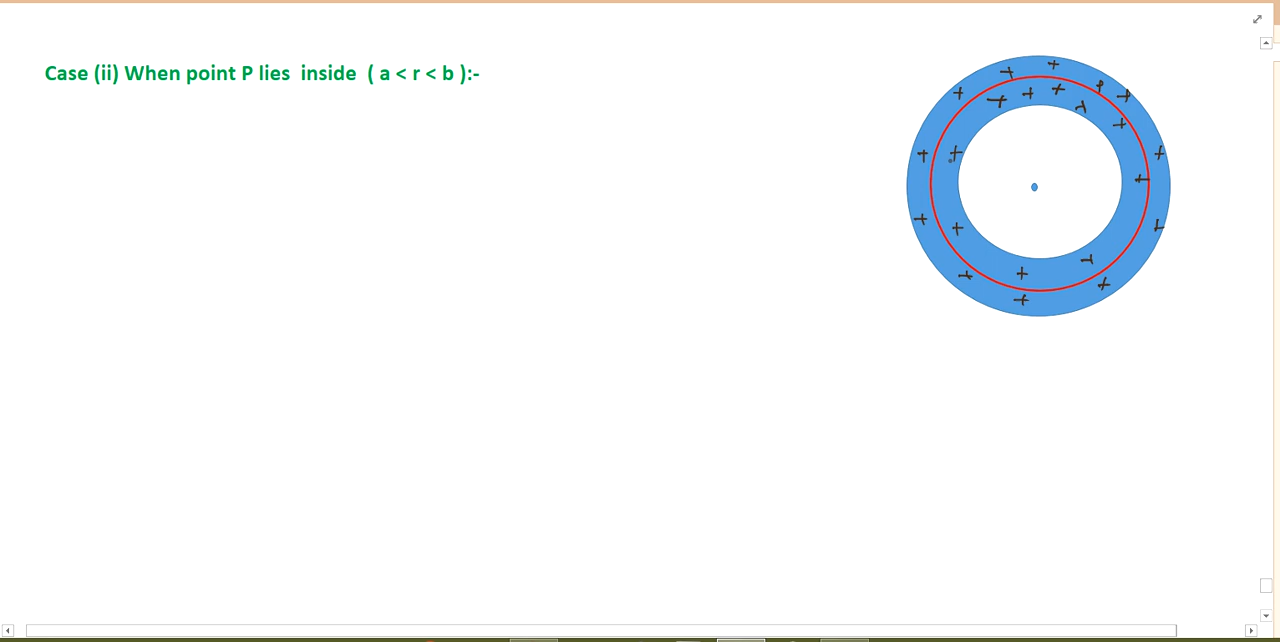 Case (ii) When point P lies inside ( a < r < b ):-